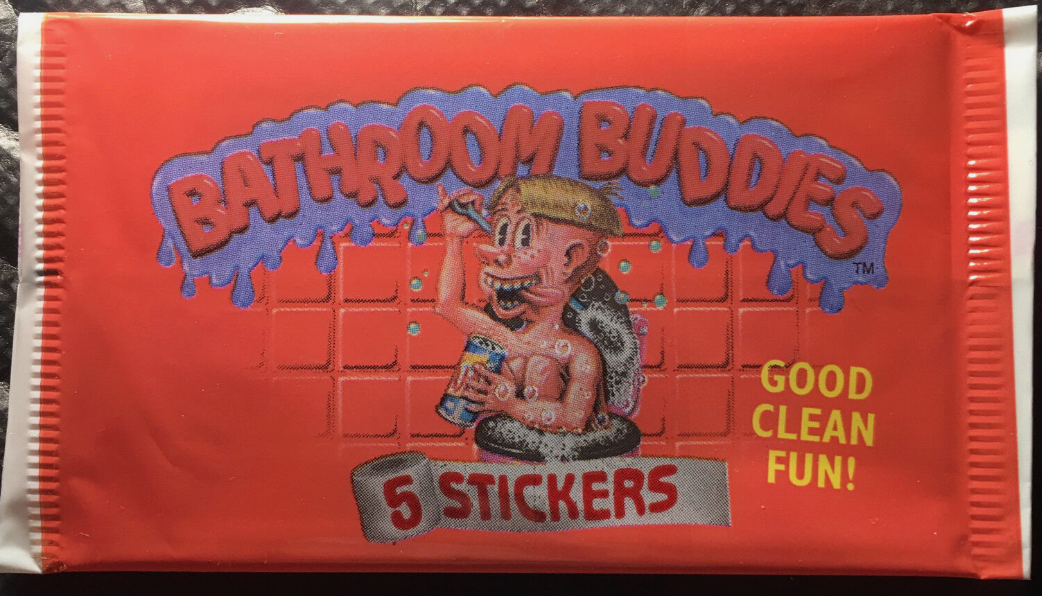 BATHROOM BUDDIES
TM
GOOD
CLEAN
FUN!
5 STICKERS